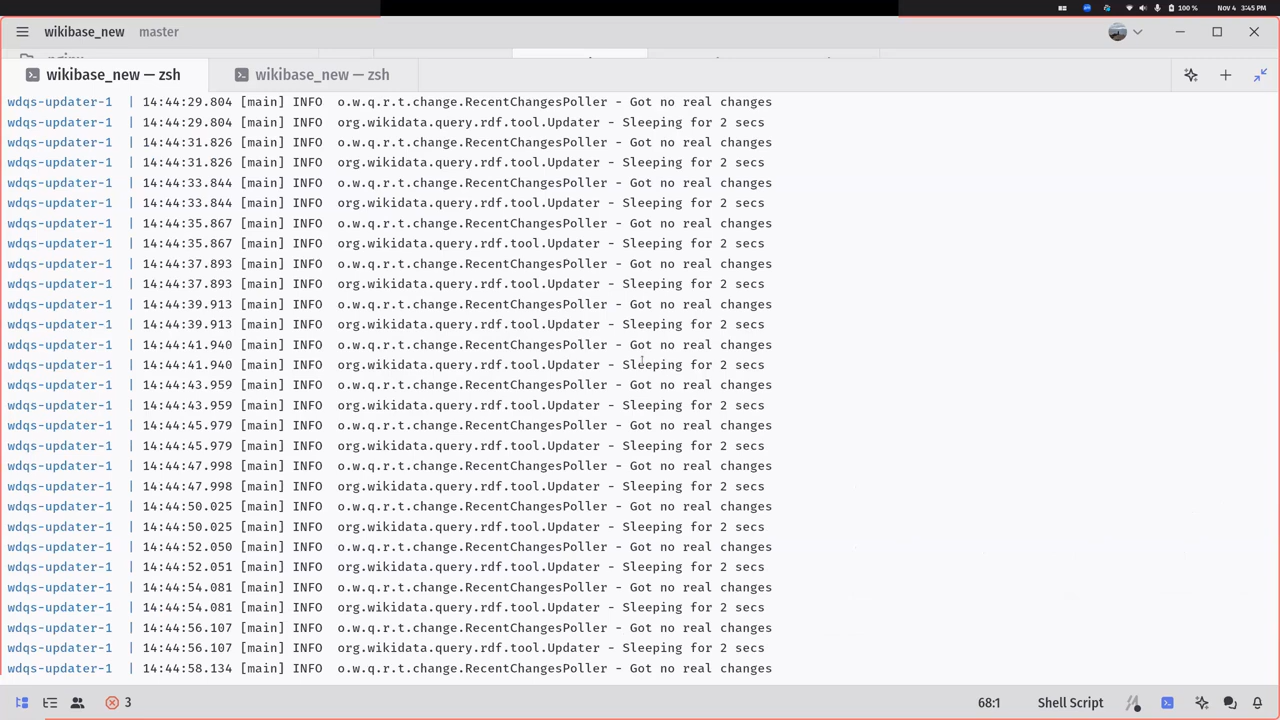 100 % Nov 4 3:45 PM
wikibase_new master
wikibase_new — zsh wikibase_new — zsh
wdqs-updater-1 | 14:44:29.804 [main] INFO o.w.q.r.t.change.RecentChangesPoller - Got no real changes
wdqs-updater-1 | 14:44:29.804 [main] INFO org.wikidata.query.rdf.tool.Updater - Sleeping for 2 secs
wdqs-updater-1 | 14:44:31.826 [main] INFO o.w.q.r.t.change.RecentChangesPoller - Got no real changes
wdqs-updater-1 | 14:44:31.826 [main] INFO org.wikidata.query.rdf.tool.Updater - Sleeping for 2 secs
wdqs-updater-1 | 14:44:33.844 [main] INFO o.w.q.r.t.change.RecentChangesPoller - Got no real changes
wdqs-updater-1 | 14:44:33.844 [main] INFO org.wikidata.query.rdf.tool.Updater - Sleeping for 2 secs
wdqs-updater-1 | 14:44:35.867 [main] INFO o.w.q.r.t.change.RecentChangesPoller - Got no real changes
wdqs-updater-1 | 14:44:35.867 [main] INFO org.wikidata.query.rdf.tool.Updater - Sleeping for 2 secs
wdqs-updater-1 | 14:44:37.893 [main] INFO o.w.q.r.t.change.RecentChangesPoller - Got no real changes
wdqs-updater-1 | 14:44:37.893 [main] INFO org.wikidata.query.rdf.tool.Updater - Sleeping for 2 secs
wdqs-updater-1 | 14:44:39.913 [main] INFO o.w.q.r.t.change.RecentChangesPoller - Got no real changes
wdqs-updater-1 | 14:44:39.913 [main] INFO org.wikidata.query.rdf.tool.Updater - Sleeping for 2 secs
wdqs-updater-1 | 14:44:41.940 [main] INFO o.w.q.r.t.change.RecentChangesPoller - Got no real changes
wdqs-updater-1 | 14:44:41.940 [main] INFO org.wikidata.query.rdf.tool.Updater - Sleeping for 2 secs
wdqs-updater-1 | 14:44:43.959 [main] INFO o.w.q.r.t.change.RecentChangesPoller - Got no real changes
wdqs-updater-1 | 14:44:43.959 [main] INFO org.wikidata.query.rdf.tool.Updater - Sleeping for 2 secs
wdqs-updater-1 | 14:44:45.979 [main] INFO o.w.q.r.t.change.RecentChangesPoller - Got no real changes
wdqs-updater-1 | 14:44:45.979 [main] INFO org.wikidata.query.rdf.tool.Updater - Sleeping for 2 secs
wdqs-updater-1 | 14:44:47.998 [main] INFO o.w.q.r.t.change.RecentChangesPoller - Got no real changes
wdqs-updater-1 | 14:44:47.998 [main] INFO org.wikidata.query.rdf.tool.Updater - Sleeping for 2 secs
wdqs-updater-1 | 14:44:50.025 [main] INFO o.w.q.r.t.change.RecentChangesPoller - Got no real changes
wdqs-updater-1 | 14:44:50.025 [main] INFO org.wikidata.query.rdf.tool.Updater - Sleeping for 2 secs
wdqs-updater-1 | 14:44:52.050 [main] INFO o.w.q.r.t.change.RecentChangesPoller - Got no real changes
wdqs-updater-1 | 14:44:52.051 [main] INFO org.wikidata.query.rdf.tool.Updater - Sleeping for 2 secs
wdqs-updater-1 | 14:44:54.081 [main] INFO o.w.q.r.t.change.RecentChangesPoller - Got no real changes
wdqs-updater-1 | 14:44:54.081 [main] INFO org.wikidata.query.rdf.tool.Updater - Sleeping for 2 secs
wdqs-updater-1 | 14:44:56.107 [main] INFO o.w.q.r.t.change.RecentChangesPoller - Got no real changes
wdqs-updater-1 | 14:44:56.107 [main] INFO org.wikidata.query.rdf.tool.Updater - Sleeping for 2 secs
wdqs-updater-1 | 14:44:58.134 [main] INFO o.w.q.r.t.change.RecentChangesPoller - Got no real changes
3 68:1 Shell Script